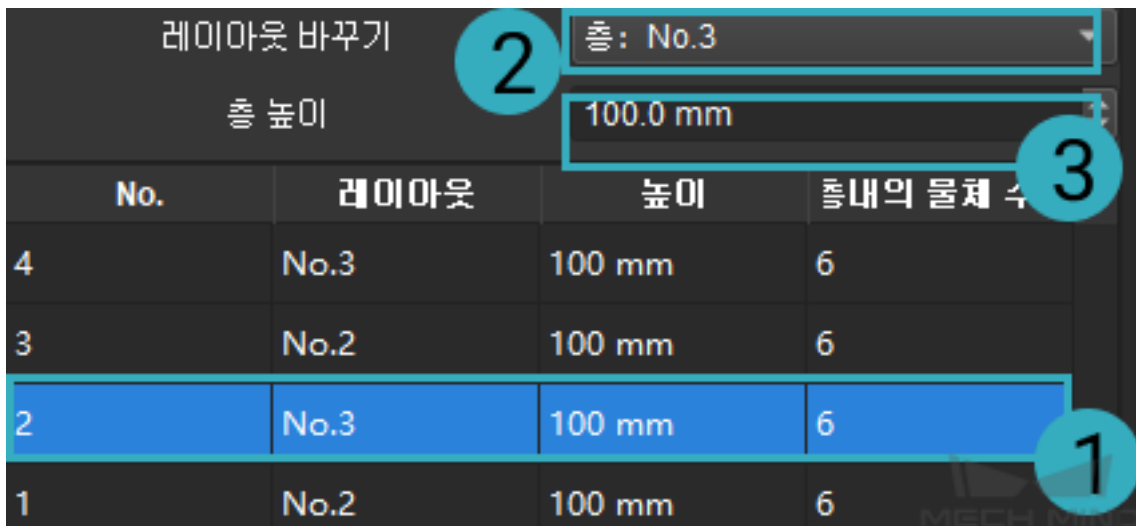 레이아웃 바꾸기 2 층: No.3
층 높이 100.0 mm 3
No. 레이아웃 높이 층내의 물체
4 No.3 100 mm 6
3 No.2 100 mm 6
2 No.3 100 mm 6
1
1 No.2 100 mm 6
MECH MIND